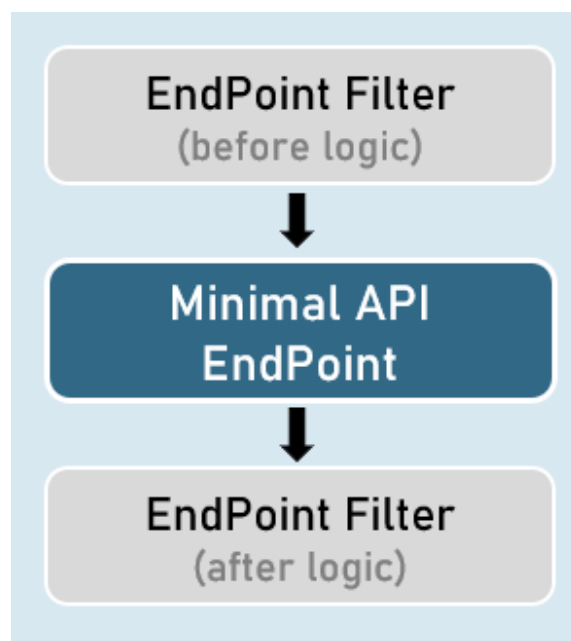 EndPoint Filter
(before logic)
Minimal API
EndPoint
EndPoint Filter
(after logic)